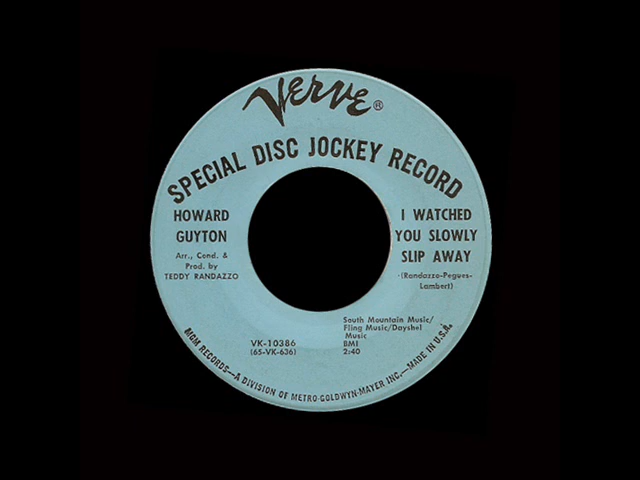 VERVE®
SPECIAL DISC JOCKEY RECORD
HOWARD
GUYTON
Arr., Cond. &
Prod. by
TEDDY RANDAZZO
I WATCHED
YOU SLOWLY
SLIP AWAY
(Randazzo-Pegues-
Lambert)
VK-10386
(65-VK-636)
South Mountain Music/
Fling Music/Dayshel
Music
BMI
2:40
MGM RECORDS—A DIVISION OF METRO-GOLDWYN-MAYER INC.—MADE IN U.S.A.